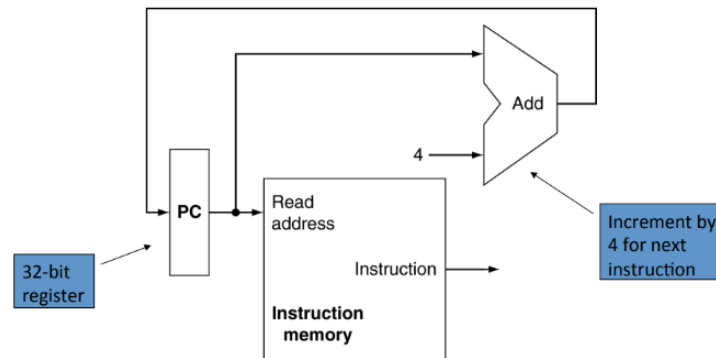 Add
4
PC
Read
address
Increment by
4 for next
instruction
32-bit
register
Instruction
Instruction
memory